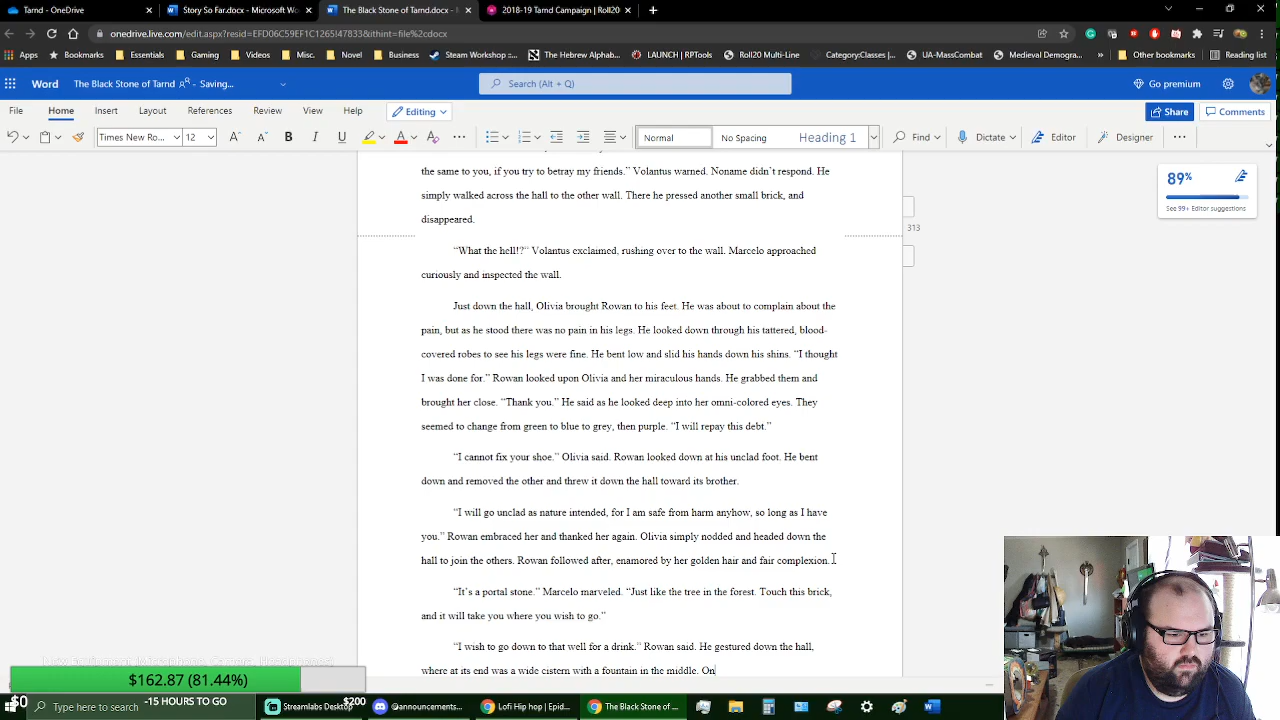 Tarnd - OneDrive
Story So Far.docx - Microsoft Wo
The Black Stone of Tarnd.docx -
2018-19 Tarnd Campaign | Roll20
onedrive.live.com/edit.aspx?resid=EFD06C59EF1C1265!47833&ithint=file%2cdocx
Apps Bookmarks Essentials Gaming Videos Misc. Novel Business Steam Workshop :... The Hebrew Alphab... LAUNCH | RPTools Roll20 Multi-Line Category:Classes |... UA-MassCombat Medieval Demogra... Other bookmarks Reading list
Word The Black Stone of Tarnd - Saving... Search (Alt + Q) Go premium
File Home Insert Layout References Review View Help Editing Share Comments
Times New Ro... 12 B I U Normal No Spacing Heading 1 Find Dictate Editor Designer
the same to you, if you try to betray my friends.” Volantus warned. Noname didn’t respond. He
simply walked across the hall to the other wall. There he pressed another small brick, and
disappeared.
“What the hell!?“ Volantus exclaimed, rushing over to the wall. Marcelo approached
curiously and inspected the wall.
Just down the hall, Olivia brought Rowan to his feet. He was about to complain about the
pain, but as he stood there was no pain in his legs. He looked down through his tattered, blood-
covered robes to see his legs were fine. He bent low and slid his hands down his shins. “I thought
I was done for.” Rowan looked upon Olivia and her miraculous hands. He grabbed them and
brought her close. “Thank you.” He said as he looked deep into her omni-colored eyes. They
seemed to change from green to blue to grey, then purple. “I will repay this debt.”
“I cannot fix your shoe.” Olivia said. Rowan looked down at his unclad foot. He bent
down and removed the other and threw it down the hall toward its brother.
“I will go unclad as nature intended, for I am safe from harm anyhow, so long as I have
you.” Rowan embraced her and thanked her again. Olivia simply nodded and headed down the
hall to join the others. Rowan followed after, enamored by her golden hair and fair complexion.
“It’s a portal stone.” Marcelo marveled. “Just like the tree in the forest. Touch this brick,
and it will take you where you wish to go.”
“I wish to go down to that well for a drink.” Rowan said. He gestured down the hall,
where at its end was a wide cistern with a fountain in the middle. On
313
89%
See 99+ Editor suggestions
$162.87 (81.44%)
$0 -15 HOURS TO GO $200
Type here to search Streamlabs Desktop @announcements... Lofi Hip Hop | Epid... The Black Stone of ...